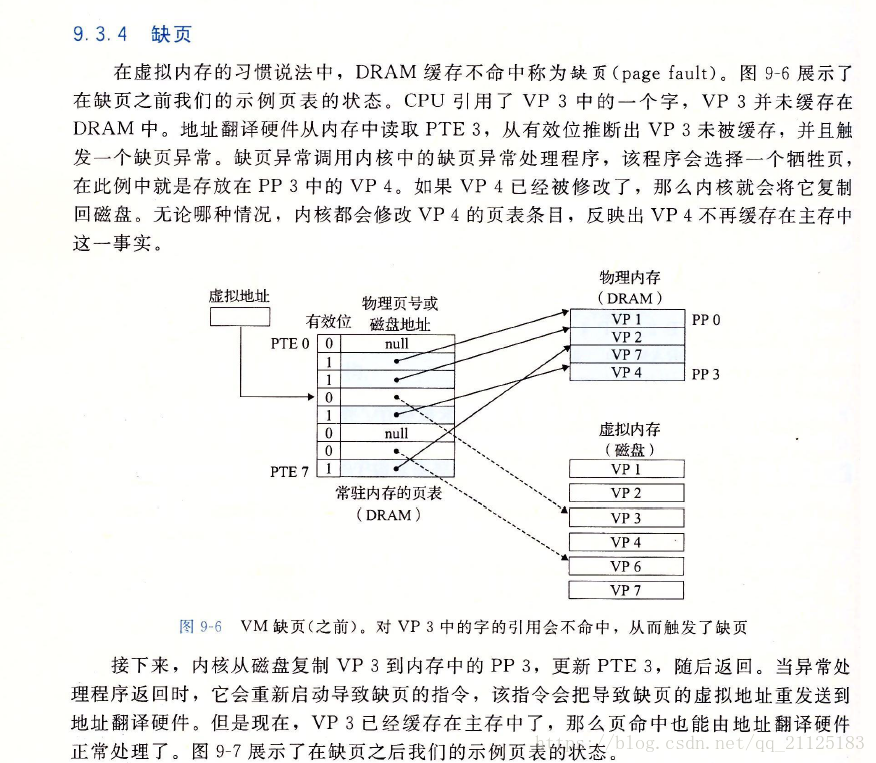 9.3.4 缺页
在虚拟内存的习惯说法中，DRAM 缓存不命中称为缺页(page fault)。图 9-6 展示了
在缺页之前我们的示例页表的状态。CPU 引用了 VP 3 中的一个字，VP 3 并未缓存在
DRAM 中。地址翻译硬件从内存中读取 PTE 3，从有效位推断出 VP 3 未被缓存，并且触
发一个缺页异常。缺页异常调用内核中的缺页异常处理程序，该程序会选择一个牺牲页，
在此例中就是存放在 PP 3 中的 VP 4。如果 VP 4 已经被修改了，那么内核就会将它复制
回磁盘。无论哪种情况，内核都会修改 VP 4 的页表条目，反映出 VP 4 不再缓存在主存中
这一事实。
虚拟地址
有效位
物理页号或
磁盘地址
PTE 0
0
null
1
1
0
1
0
null
0
PTE 7
1
常驻内存的页表
（DRAM）
物理内存
（DRAM）
VP 1
PP 0
VP 2
VP 7
VP 4
PP 3
虚拟内存
（磁盘）
VP 1
VP 2
VP 3
VP 4
VP 6
VP 7
图 9-6 VM 缺页(之前)。对 VP 3 中的字的引用会不命中，从而触发了缺页
接下来，内核从磁盘复制 VP 3 到内存中的 PP 3，更新 PTE 3，随后返回。当异常处
理程序返回时，它会重新启动导致缺页的指令，该指令会把导致缺页的虚拟地址重发送到
地址翻译硬件。但是现在，VP 3 已经缓存在主存中了，那么页命中也能由地址翻译硬件
正常处理了。图 9-7 展示了在缺页之后我们的示例页表的状态。
https://blog.csdn.net/qq_21125183